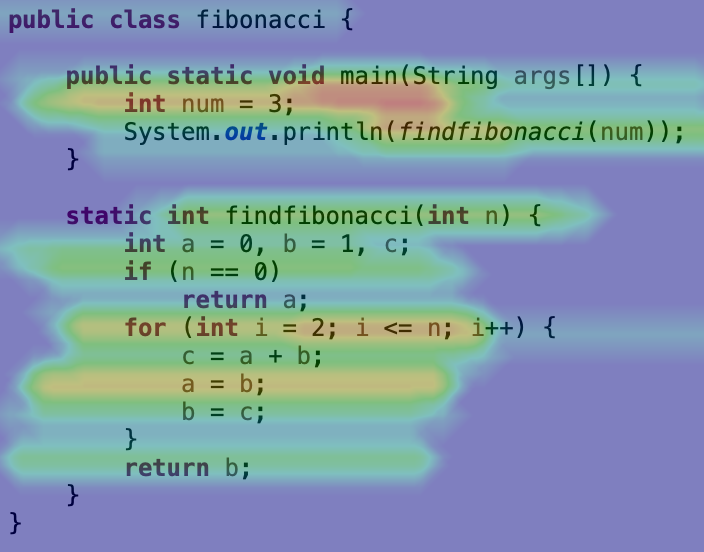 public class fibonacci {
public static void main(String args[]) {
int num = 3;
System.out.println(findfibonacci(num));
}
static int findfibonacci(int n) {
int a = 0, b = 1, c;
if (n == 0)
return a;
for (int i = 2; i <= n; i++) {
c = a + b;
a = b;
b = c;
}
return b;
}
}